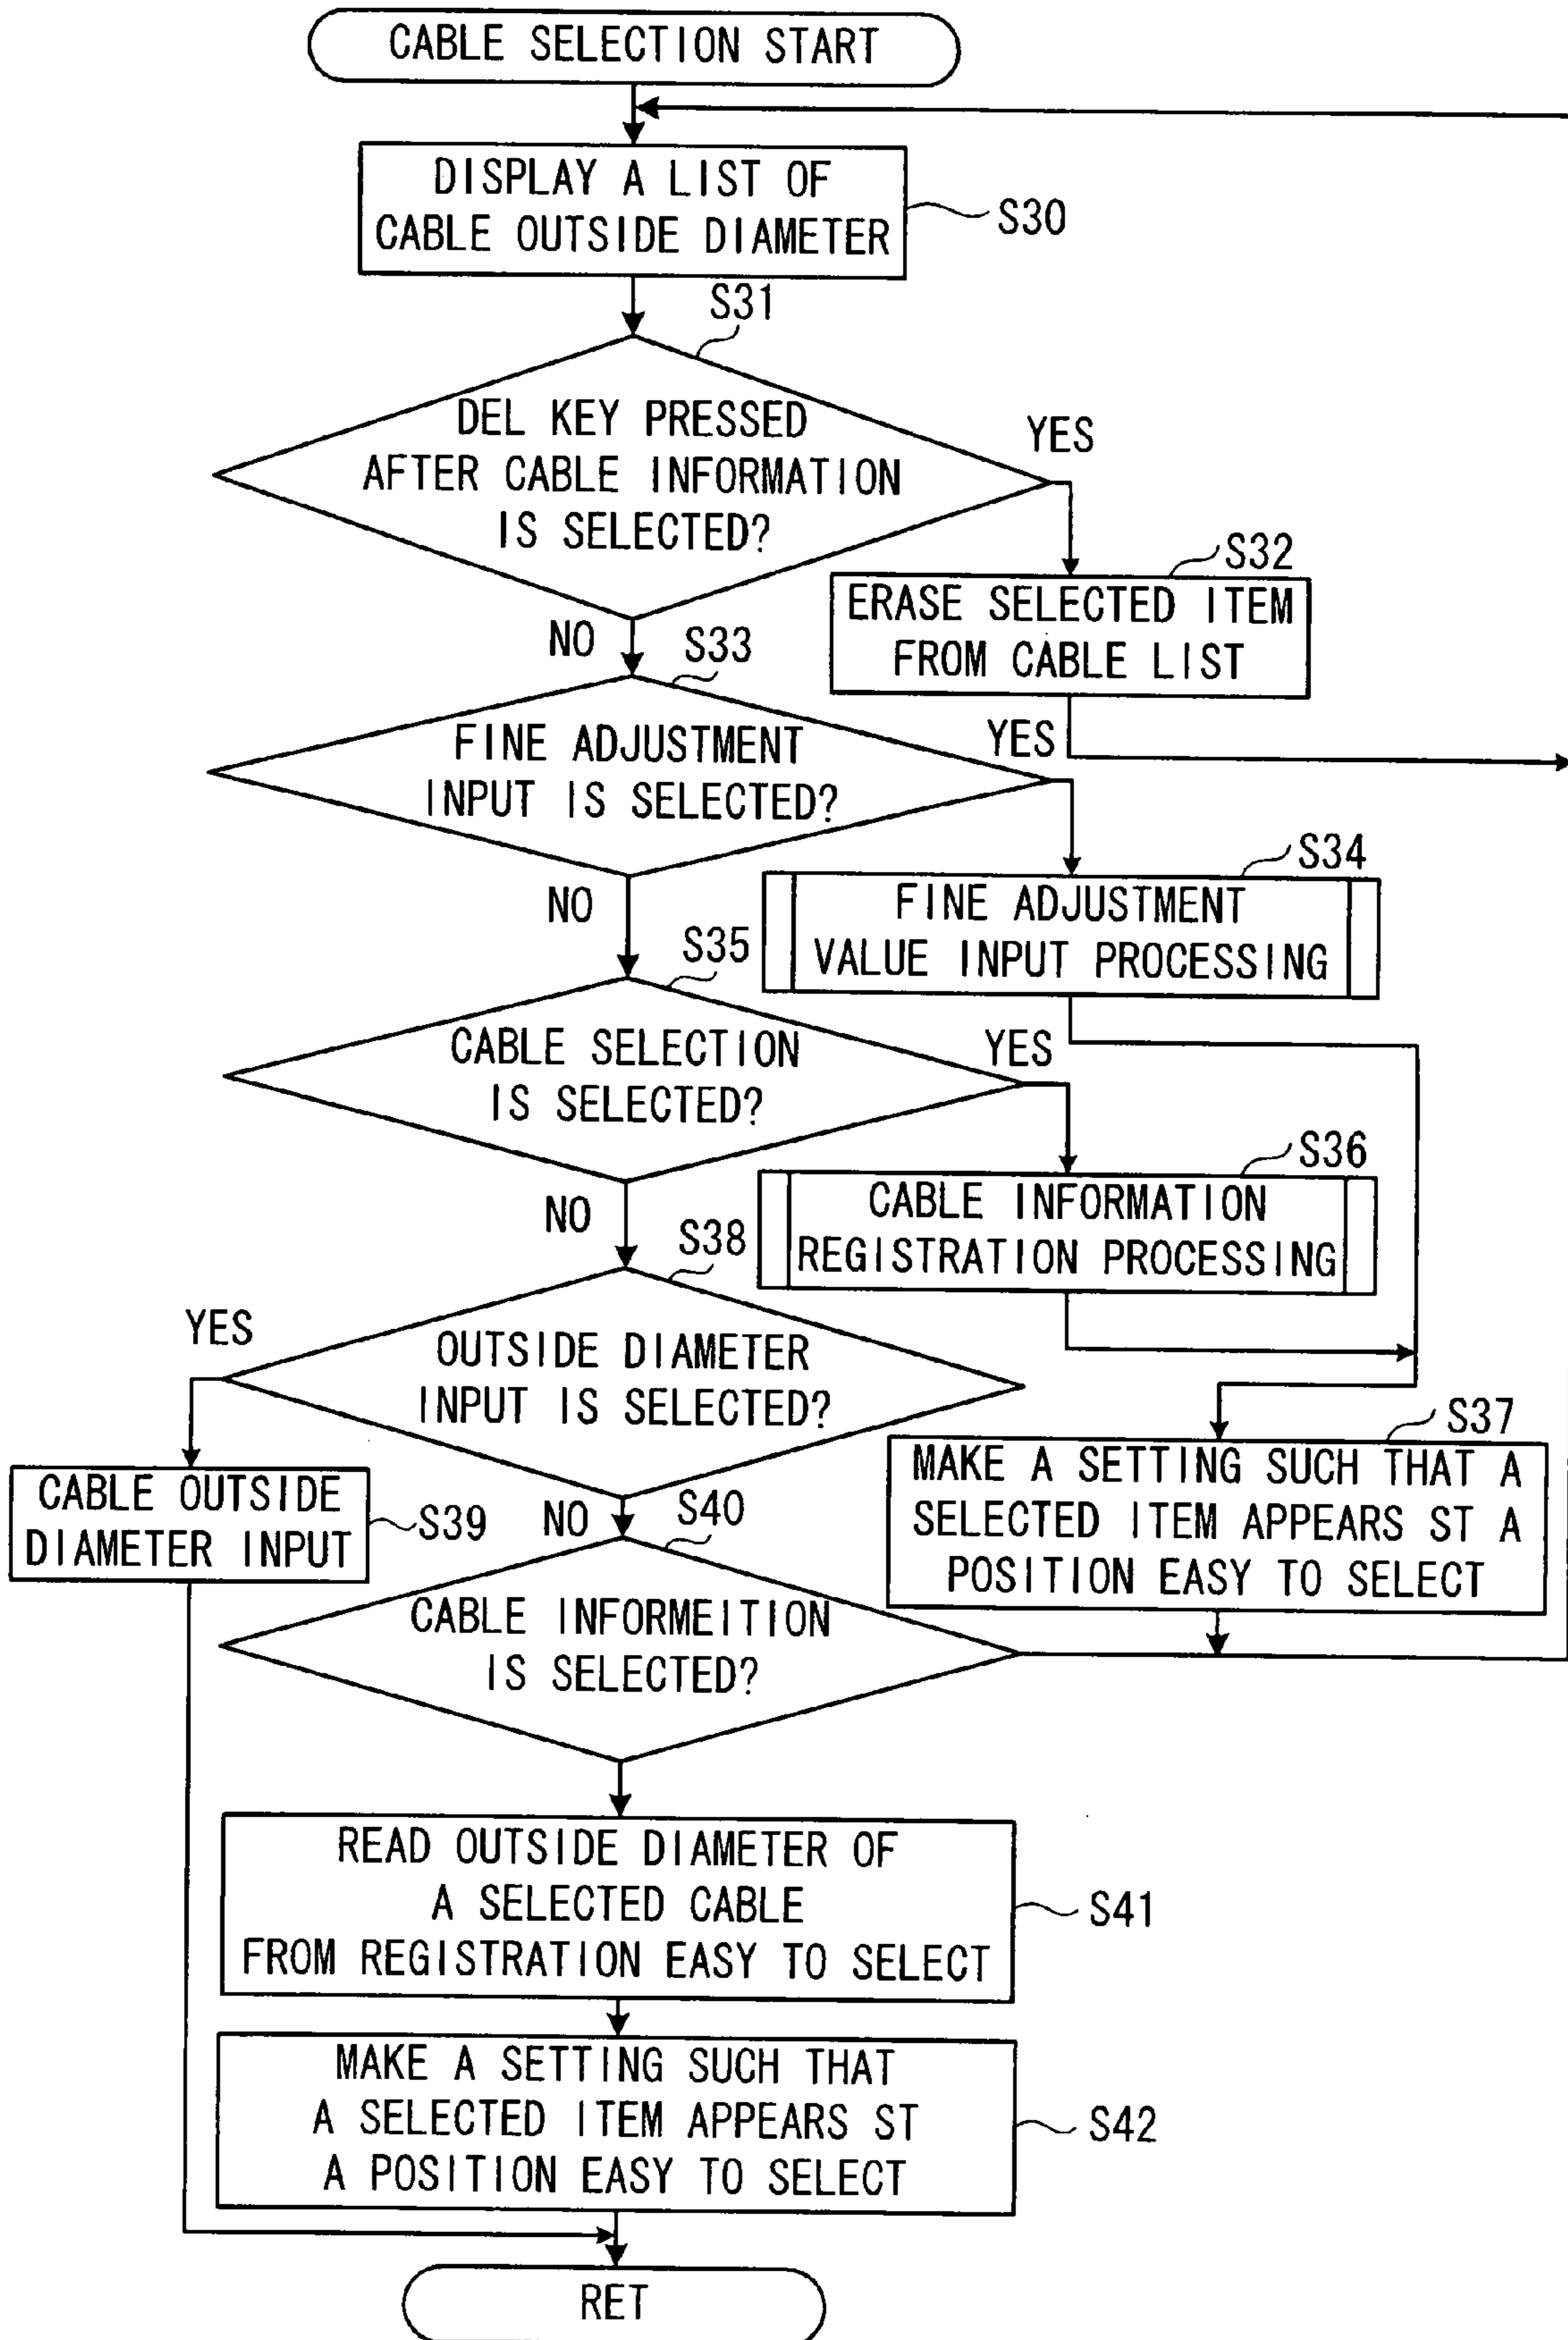 CABLE SELECTION START
DISPLAY A LIST OF
CABLE OUTSIDE DIAMETER
S30
S31
DEL KEY PRESSED
AFTER CABLE INFORMATION
IS SELECTED?
YES
S32
ERASE SELECTED ITEM
FROM CABLE LIST
NO
S33
FINE ADJUSTMENT
INPUT IS SELECTED?
YES
S34
FINE ADJUSTMENT
VALUE INPUT PROCESSING
NO
S35
CABLE SELECTION
IS SELECTED?
YES
S36
CABLE INFORMATION
REGISTRATION PROCESSING
NO
S38
YES
OUTSIDE DIAMETER
INPUT IS SELECTED?
S37
MAKE A SETTING SUCH THAT A
SELECTED ITEM APPEARS ST A
POSITION EASY TO SELECT
CABLE OUTSIDE
DIAMETER INPUT
S39
NO
S40
CABLE INFORMEITION
IS SELECTED?
READ OUTSIDE DIAMETER OF
A SELECTED CABLE
FROM REGISTRATION EASY TO SELECT
S41
MAKE A SETTING SUCH THAT
A SELECTED ITEM APPEARS ST
A POSITION EASY TO SELECT
S42
RET